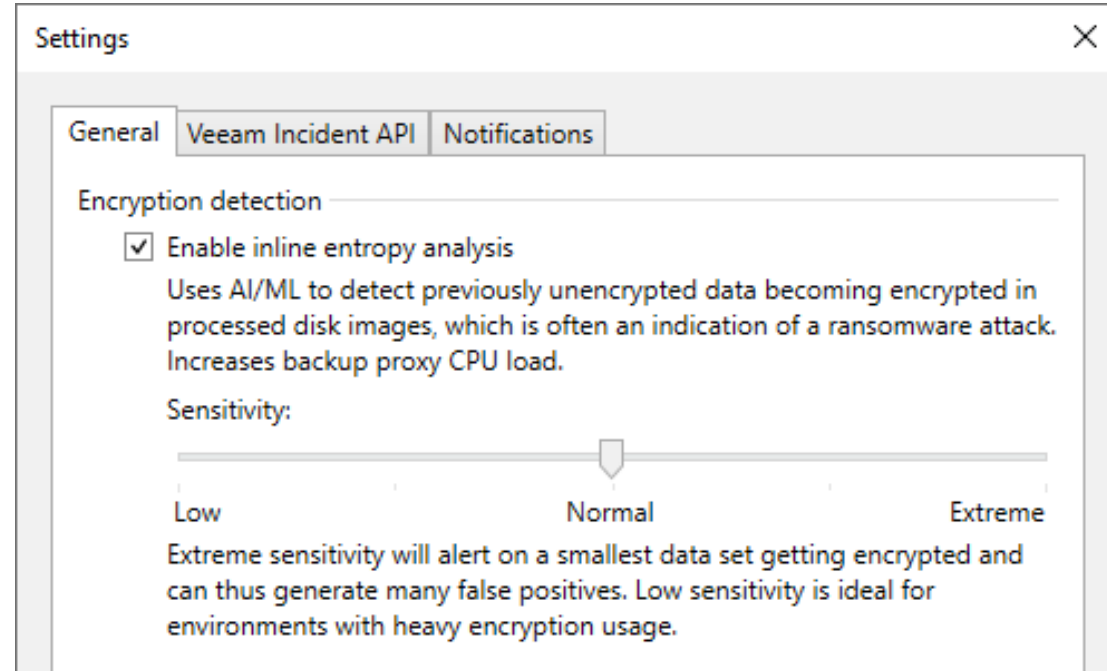 Settings
General Veeam Incident API Notifications
Encryption detection
Enable inline entropy analysis
Uses AI/ML to detect previously unencrypted data becoming encrypted in
processed disk images, which is often an indication of a ransomware attack.
Increases backup proxy CPU load.
Sensitivity:
Low Normal Extreme
Extreme sensitivity will alert on a smallest data set getting encrypted and
can thus generate many false positives. Low sensitivity is ideal for
environments with heavy encryption usage.